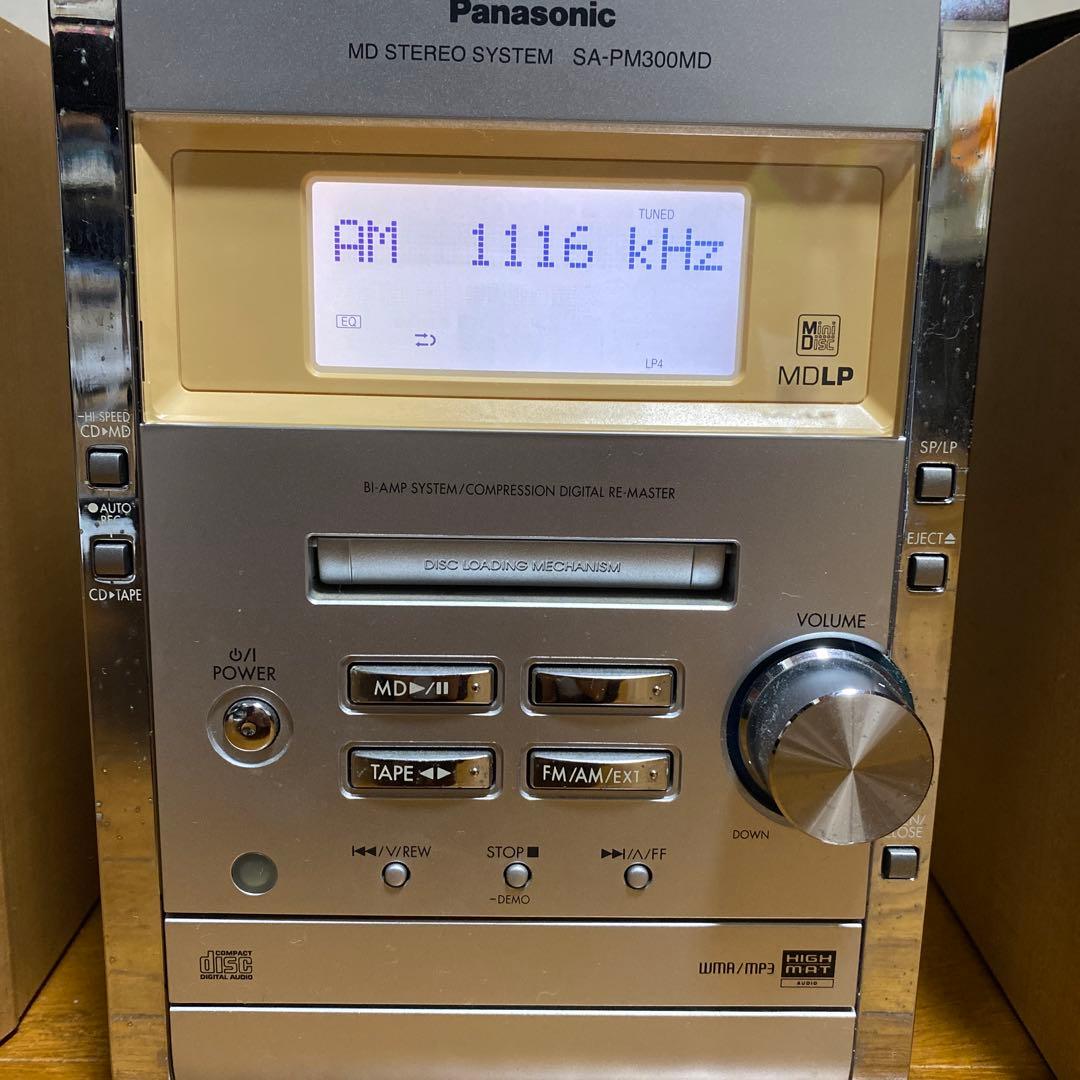 Panasonic
MD STEREO SYSTEM SA-PM300MD
TUNED
AM 1116 kHz
EQ
LP4
Mini Disc
MDLP
-HI SPEED
CD▶MD
●AUTO
REC
CD▶TAPE
SP/LP
EJECT⏏
BI-AMP SYSTEM/COMPRESSION DIGITAL RE-MASTER
DISC LOADING MECHANISM
VOLUME
DOWN
⏻/I
POWER
MD▶/❚❚
TAPE◀▶
FM/AM/EXT
⏮/∨/REW
STOP■
-DEMO
⏭/∧/FF
CLOSE
COMPACT
disc
DIGITAL AUDIO
WMA/MP3
HIGH
MAT
AUDIO